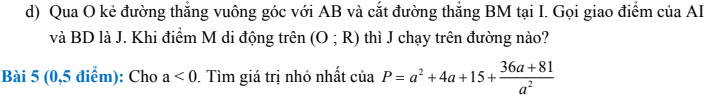 d) Qua O kẻ đường thẳng vuông góc với AB và cắt đường thẳng BM tại I. Gọi giao điểm của AI
và BD là J. Khi điểm M di động trên (O ; R) thì J chạy trên đường nào?
Bài 5 (0,5 điểm): Cho a < 0. Tìm giá trị nhỏ nhất của P = a² + 4a + 15 + (36a + 81)/a²